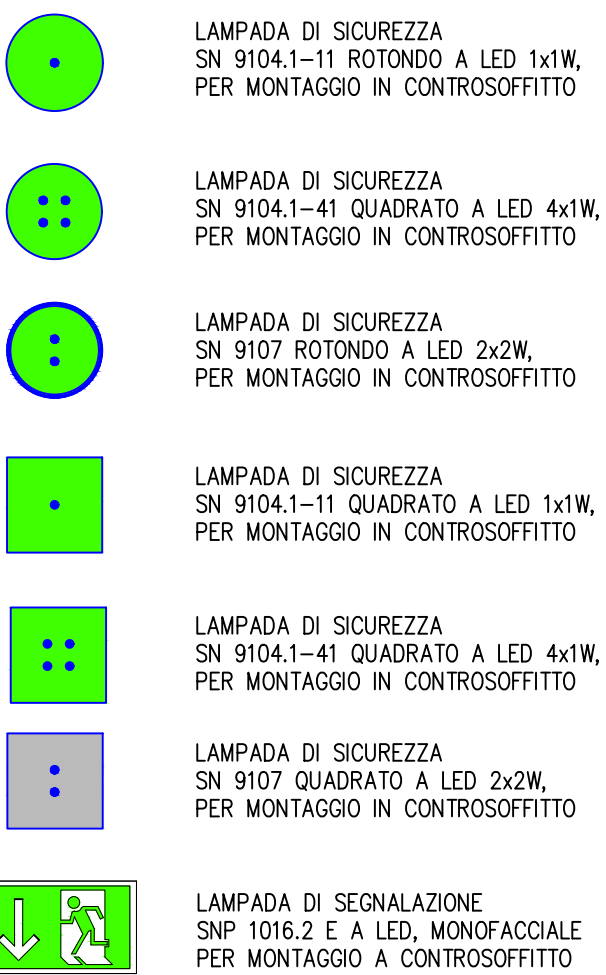 LAMPADA DI SICUREZZA
SN 9104.1-11 ROTONDO A LED 1x1W,
PER MONTAGGIO IN CONTROSOFFITTO
LAMPADA DI SICUREZZA
SN 9104.1-41 QUADRATO A LED 4x1W,
PER MONTAGGIO IN CONTROSOFFITTO
LAMPADA DI SICUREZZA
SN 9107 ROTONDO A LED 2x2W,
PER MONTAGGIO IN CONTROSOFFITTO
LAMPADA DI SICUREZZA
SN 9104.1-11 QUADRATO A LED 1x1W,
PER MONTAGGIO IN CONTROSOFFITTO
LAMPADA DI SICUREZZA
SN 9104.1-41 QUADRATO A LED 4x1W,
PER MONTAGGIO IN CONTROSOFFITTO
LAMPADA DI SICUREZZA
SN 9107 QUADRATO A LED 2x2W,
PER MONTAGGIO IN CONTROSOFFITTO
LAMPADA DI SEGNALAZIONE
SNP 1016.2 E A LED, MONOFACCIALE
PER MONTAGGIO A CONTROSOFFITTO